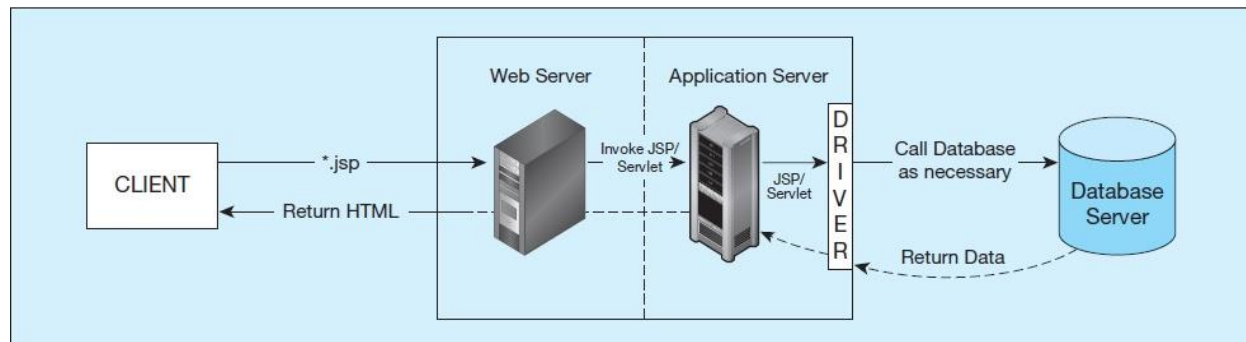 Web Server
Application Server
CLIENT
*.jsp
Return HTML
Invoke JSP/
Servlet
JSP/
Servlet
DRIVER
Call Database
as necessary
Return Data
Database
Server